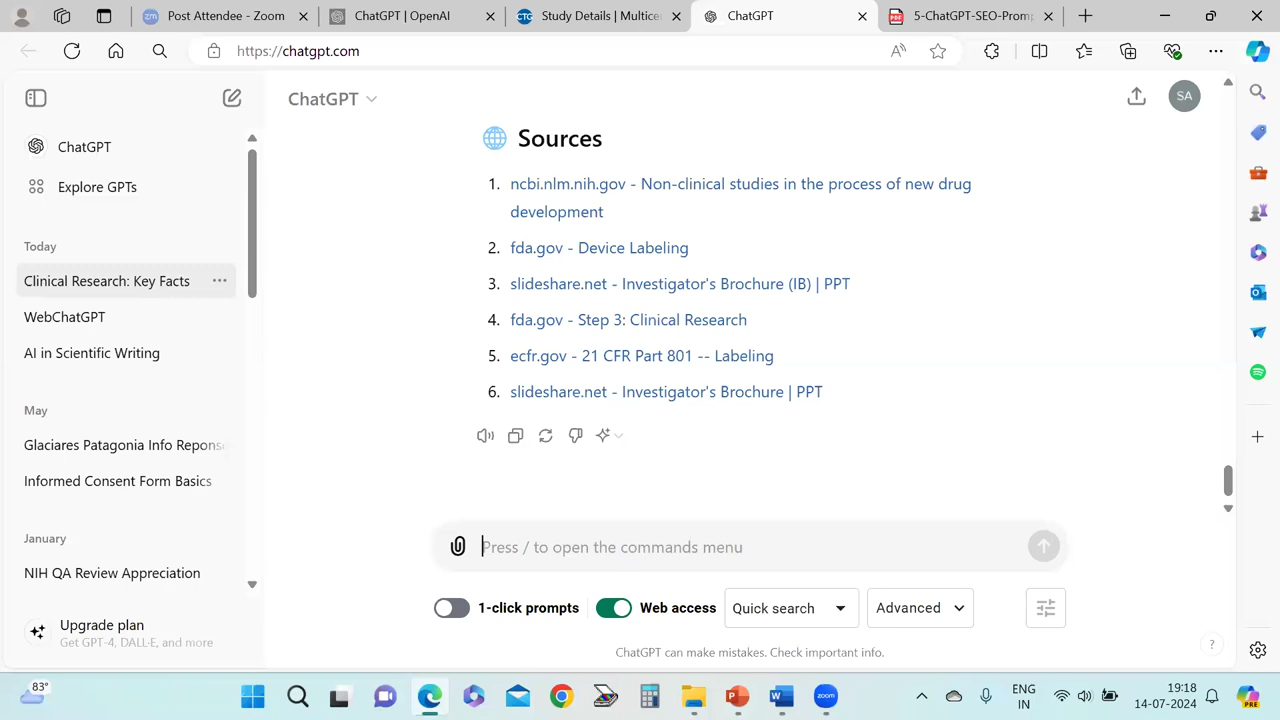 Post Attendee - Zoom
ChatGPT | OpenAI
CTG
Study Details | Multice
ChatGPT
PDF
5-ChatGPT-SEO-Promp
https://chatgpt.com
ChatGPT
SA
ChatGPT
Explore GPTs
Today
Clinical Research: Key Facts
WebChatGPT
AI in Scientific Writing
May
Glaciares Patagonia Info Repons
Informed Consent Form Basics
January
NIH QA Review Appreciation
Upgrade plan
Get GPT-4, DALL·E, and more
Sources
1. ncbi.nlm.nih.gov - Non-clinical studies in the process of new drug
development
2. fda.gov - Device Labeling
3. slideshare.net - Investigator's Brochure (IB) | PPT
4. fda.gov - Step 3: Clinical Research
5. ecfr.gov - 21 CFR Part 801 -- Labeling
6. slideshare.net - Investigator's Brochure | PPT
Press / to open the commands menu
1-click prompts
Web access
Quick search
Advanced
ChatGPT can make mistakes. Check important info.
?
83°
zoom
ENG
IN
19:18
14-07-2024
PRE